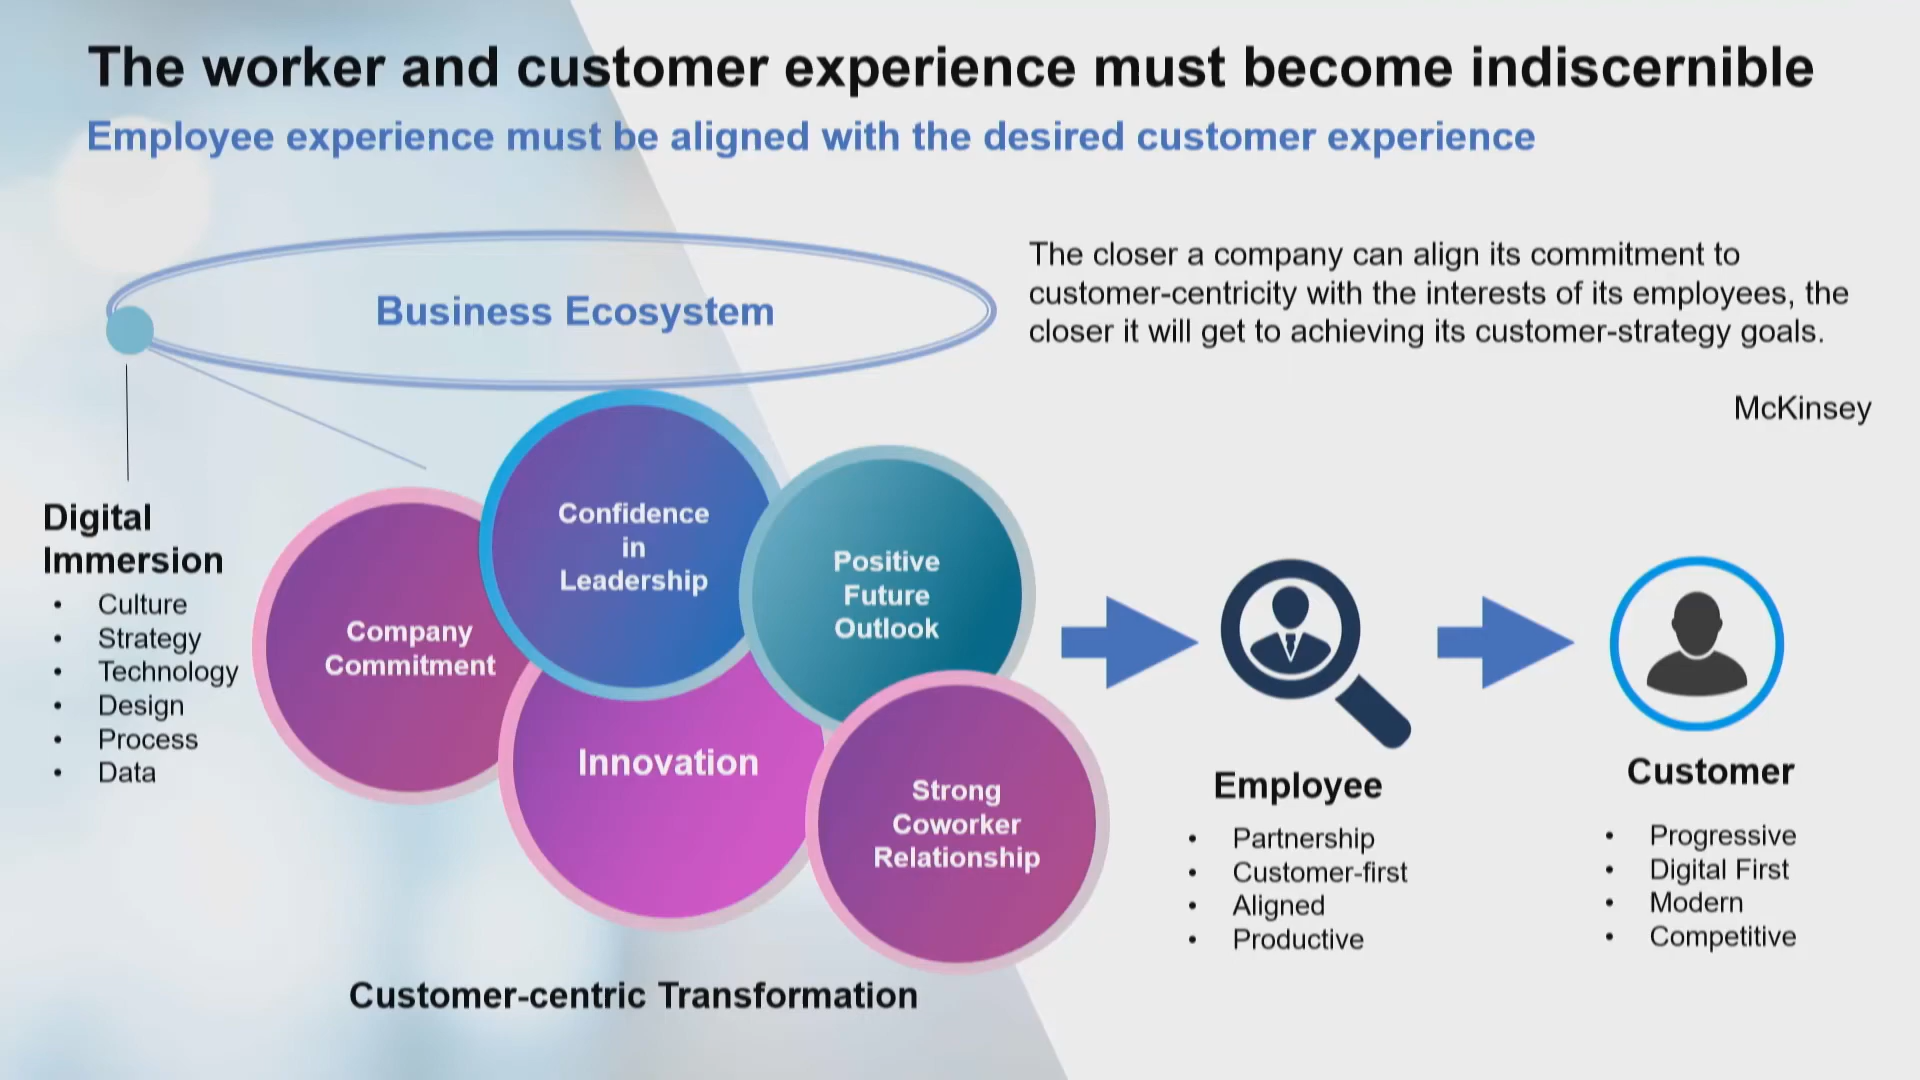 The worker and customer experience must become indiscernible
Employee experience must be aligned with the desired customer experience
Business Ecosystem
The closer a company can align its commitment to
customer-centricity with the interests of its employees, the
closer it will get to achieving its customer-strategy goals.
McKinsey
Digital
Immersion
• Culture
• Strategy
• Technology
• Design
• Process
• Data
Company
Commitment
Confidence
in
Leadership
Positive
Future
Outlook
Innovation
Strong
Coworker
Relationship
Customer-centric Transformation
Employee
• Partnership
• Customer-first
• Aligned
• Productive
Customer
• Progressive
• Digital First
• Modern
• Competitive